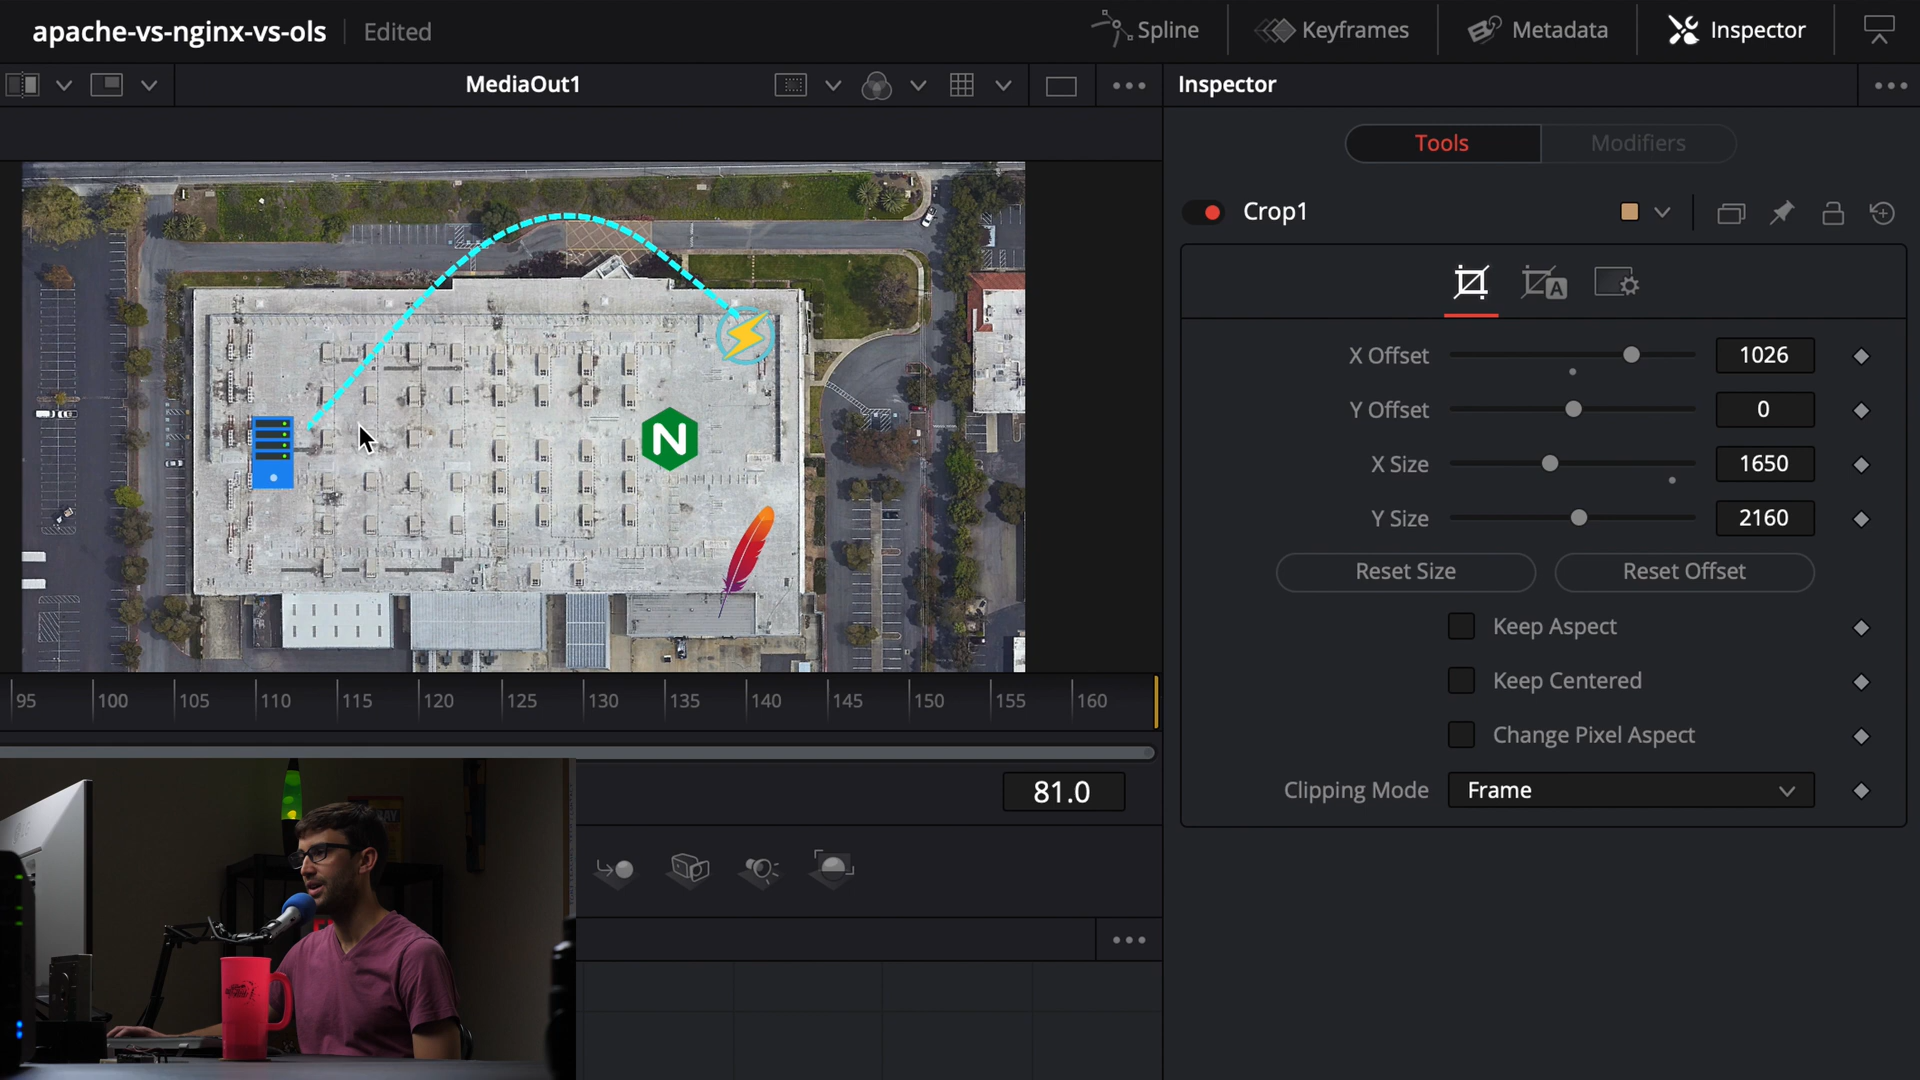 apache-vs-nginx-vs-ols
Edited
Spline
Keyframes
Metadata
Inspector
MediaOut1
Inspector
Tools
Modifiers
Crop1
A
X Offset
1026
Y Offset
0
X Size
1650
Y Size
2160
Reset Size
Reset Offset
Keep Aspect
Keep Centered
Change Pixel Aspect
Clipping Mode
Frame
N
95
100
105
110
115
120
125
130
135
140
145
150
155
160
81.0